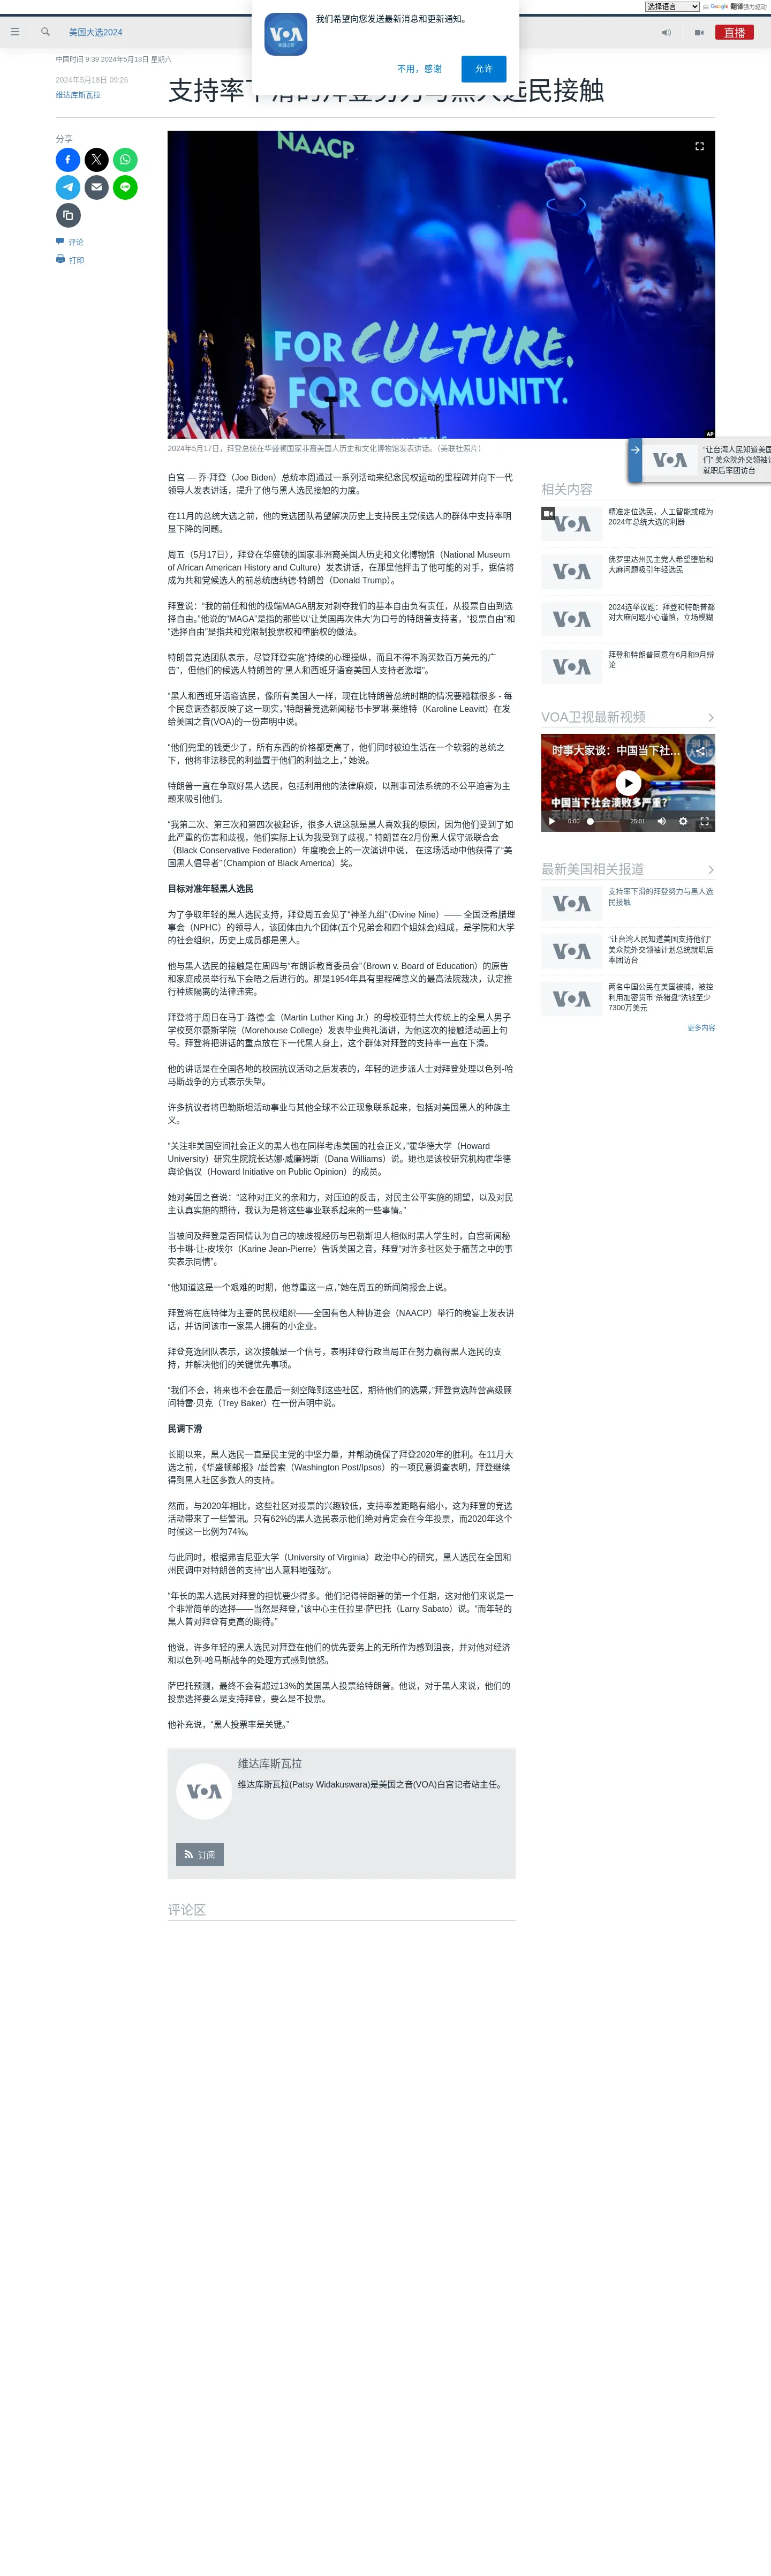 选择语言 由 Google 翻译强力驱动
我们希望向您发送最新消息和更新通知。
不用，感谢 允许
美国大选2024
直播
中国时间 9:39 2024年5月18日 星期六
2024年5月18日 09:26
维达库斯瓦拉
支持率下滑的拜登努力与黑人选民接触
分享
评论
打印
NAACP
FOR CULTURE,
FOR COMMUNITY.
AP
2024年5月17日，拜登总统在华盛顿国家非裔美国人历史和文化博物馆发表讲话。（美联社照片）
白宫 — 乔·拜登（Joe Biden）总统本周通过一系列活动来纪念民权运动的里程碑并向下一代
领导人发表讲话，提升了他与黑人选民接触的力度。
在11月的总统大选之前，他的竞选团队希望解决历史上支持民主党候选人的群体中支持率明
显下降的问题。
周五（5月17日），拜登在华盛顿的国家非洲裔美国人历史和文化博物馆（National Museum
of African American History and Culture）发表讲话，在那里他抨击了他可能的对手，据信将
成为共和党候选人的前总统唐纳德·特朗普（Donald Trump）。
拜登说：“我的前任和他的极端MAGA朋友对剥夺我们的基本自由负有责任，从投票自由到选
择自由。”他说的“MAGA”是指的那些以‘让美国再次伟大’为口号的特朗普支持者，“投票自由”和
“选择自由”是指共和党限制投票权和堕胎权的做法。
特朗普竞选团队表示，尽管拜登实施“持续的心理操纵，而且不得不购买数百万美元的广
告”，但他们的候选人特朗普的“黑人和西班牙语裔美国人支持者激增”。
“黑人和西班牙语裔选民，像所有美国人一样，现在比特朗普总统时期的情况要糟糕很多 - 每
个民意调查都反映了这一现实，”特朗普竞选新闻秘书卡罗琳·莱维特（Karoline Leavitt）在发
给美国之音(VOA)的一份声明中说。
“他们兜里的钱更少了，所有东西的价格都更高了，他们同时被迫生活在一个软弱的总统之
下，他将非法移民的利益置于他们的利益之上，” 她说。
特朗普一直在争取好黑人选民，包括利用他的法律麻烦，以刑事司法系统的不公平迫害为主
题来吸引他们。
“我第二次、第三次和第四次被起诉，很多人说这就是黑人喜欢我的原因，因为他们受到了如
此严重的伤害和歧视，他们实际上认为我受到了歧视，” 特朗普在2月份黑人保守派联合会
（Black Conservative Federation）年度晚会上的一次演讲中说， 在这场活动中他获得了“美
国黑人倡导者”（Champion of Black America）奖。
目标对准年轻黑人选民
为了争取年轻的黑人选民支持，拜登周五会见了“神圣九组”（Divine Nine）—— 全国泛希腊理
事会（NPHC）的领导人，该团体由九个团体(五个兄弟会和四个姐妹会)组成，是学院和大学
的社会组织，历史上成员都是黑人。
他与黑人选民的接触是在周四与“布朗诉教育委员会”（Brown v. Board of Education）的原告
和家庭成员举行私下会晤之后进行的。那是1954年具有里程碑意义的最高法院裁决，认定推
行种族隔离的法律违宪。
拜登将于周日在马丁·路德·金（Martin Luther King Jr.）的母校亚特兰大传统上的全黑人男子
学校莫尔豪斯学院（Morehouse College）发表毕业典礼演讲，为他这次的接触活动画上句
号。拜登将把讲话的重点放在下一代黑人身上，这个群体对拜登的支持率一直在下滑。
他的讲话是在全国各地的校园抗议活动之后发表的，年轻的进步派人士对拜登处理以色列-哈
马斯战争的方式表示失望。
许多抗议者将巴勒斯坦活动事业与其他全球不公正现象联系起来，包括对美国黑人的种族主
义。
“关注非美国空间社会正义的黑人也在同样考虑美国的社会正义，”霍华德大学（Howard
University）研究生院院长达娜·威廉姆斯（Dana Williams）说。她也是该校研究机构霍华德
舆论倡议（Howard Initiative on Public Opinion）的成员。
她对美国之音说：“这种对正义的亲和力，对压迫的反击，对民主公平实施的期望，以及对民
主认真实施的期待，我认为是将这些事业联系起来的一些事情。”
当被问及拜登是否同情认为自己的被歧视经历与巴勒斯坦人相似时黑人学生时，白宫新闻秘
书卡琳·让-皮埃尔（Karine Jean-Pierre）告诉美国之音，拜登“对许多社区处于痛苦之中的事
实表示同情”。
“他知道这是一个艰难的时期，他尊重这一点，”她在周五的新闻简报会上说。
拜登将在底特律为主要的民权组织——全国有色人种协进会（NAACP）举行的晚宴上发表讲
话，并访问该市一家黑人拥有的小企业。
拜登竞选团队表示，这次接触是一个信号，表明拜登行政当局正在努力赢得黑人选民的支
持，并解决他们的关键优先事项。
“我们不会，将来也不会在最后一刻空降到这些社区，期待他们的选票，”拜登竞选阵营高级顾
问特雷·贝克（Trey Baker）在一份声明中说。
民调下滑
长期以来，黑人选民一直是民主党的中坚力量，并帮助确保了拜登2020年的胜利。在11月大
选之前，《华盛顿邮报》/益普索（Washington Post/Ipsos）的一项民意调查表明，拜登继续
得到黑人社区多数人的支持。
然而，与2020年相比，这些社区对投票的兴趣较低，支持率差距略有缩小，这为拜登的竞选
活动带来了一些警讯。只有62%的黑人选民表示他们绝对肯定会在今年投票，而2020年这个
时候这一比例为74%。
与此同时，根据弗吉尼亚大学（University of Virginia）政治中心的研究，黑人选民在全国和
州民调中对特朗普的支持“出人意料地强劲”。
“年长的黑人选民对拜登的担忧要少得多。他们记得特朗普的第一个任期，这对他们来说是一
个非常简单的选择——当然是拜登，”该中心主任拉里·萨巴托（Larry Sabato）说。“而年轻的
黑人曾对拜登有更高的期待。”
他说，许多年轻的黑人选民对拜登在他们的优先要务上的无所作为感到沮丧，并对他对经济
和以色列-哈马斯战争的处理方式感到愤怒。
萨巴托预测，最终不会有超过13%的美国黑人投票给特朗普。他说，对于黑人来说，他们的
投票选择要么是支持拜登，要么是不投票。
他补充说，“黑人投票率是关键。”
维达库斯瓦拉
维达库斯瓦拉(Patsy Widakuswara)是美国之音(VOA)白宫记者站主任。
订阅
评论区
“让台湾人民知道美国
们” 美众院外交领袖计
就职后率团访台
相关内容
精准定位选民，人工智能或成为
2024年总统大选的利器
佛罗里达州民主党人希望堕胎和
大麻问题吸引年轻选民
2024选举议题：拜登和特朗普都
对大麻问题小心谨慎，立场模糊
拜登和特朗普同意在6月和9月辩
论
VOA卫视最新视频
时事大家谈：中国当下社…
中国当下社会溃败多严重？
0:00 25:01
最新美国相关报道
支持率下滑的拜登努力与黑人选
民接触
“让台湾人民知道美国支持他们”
美众院外交领袖计划总统就职后
率团访台
两名中国公民在美国被捕，被控
利用加密货币“杀猪盘”洗钱至少
7300万美元
更多内容